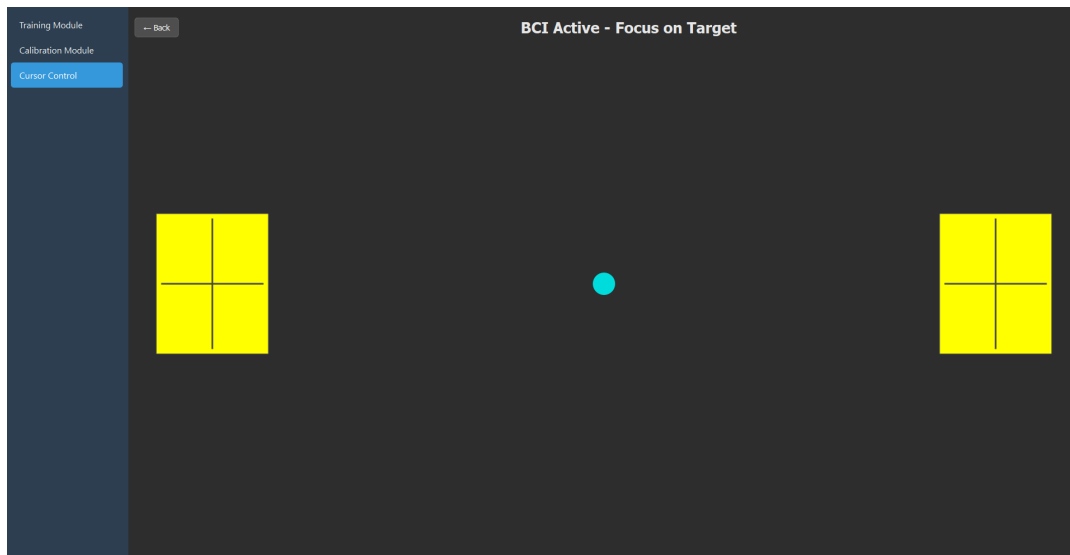 Training Module
Calibration Module
Cursor Control
← Back
BCI Active - Focus on Target